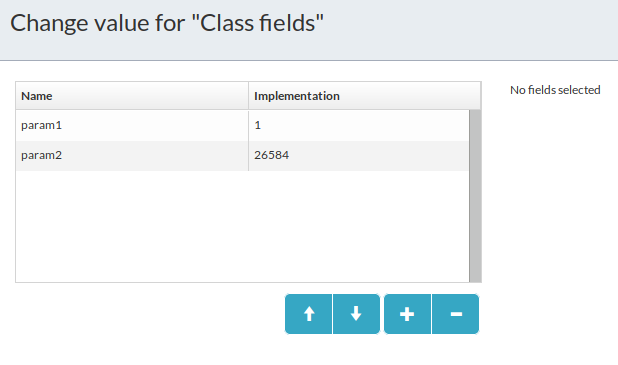 Change value for "Class fields"
Name Implementation
No fields selected
param1 1
param2 26584